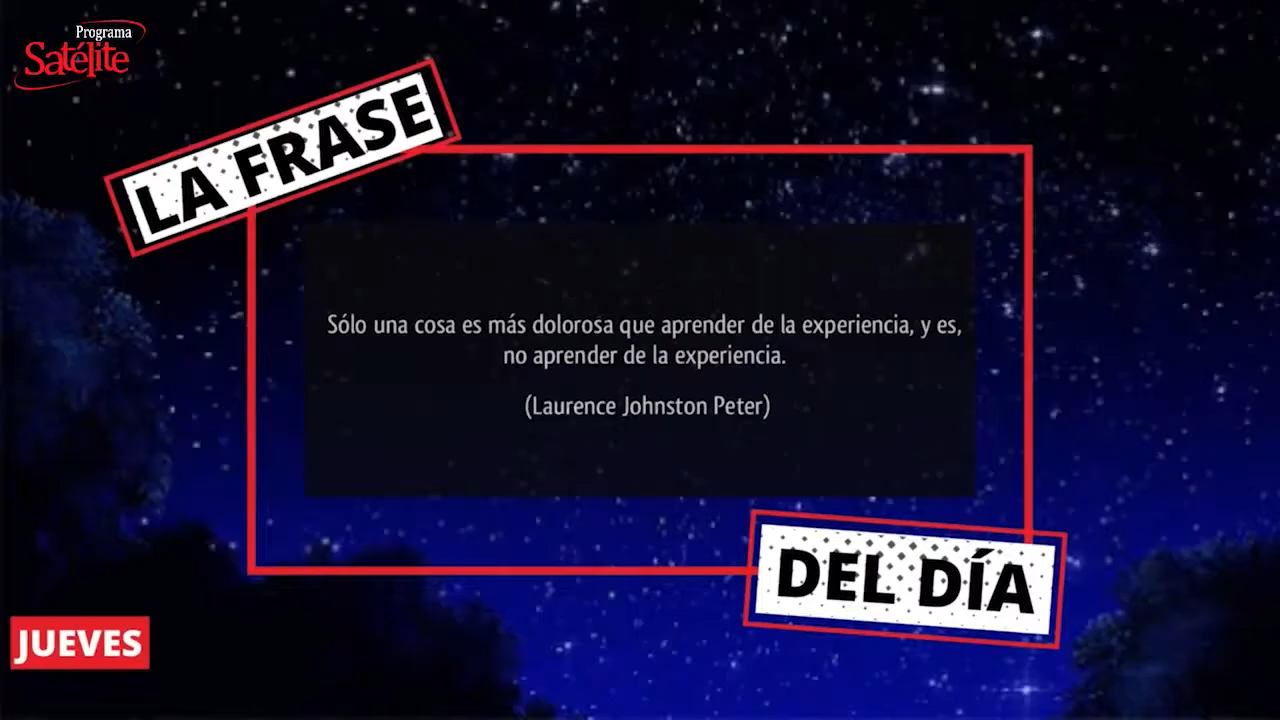 Programa
Satélite
LA FRASE
Sólo una cosa es más dolorosa que aprender de la experiencia, y es,
no aprender de la experiencia.
(Laurence Johnston Peter)
DEL DÍA
JUEVES